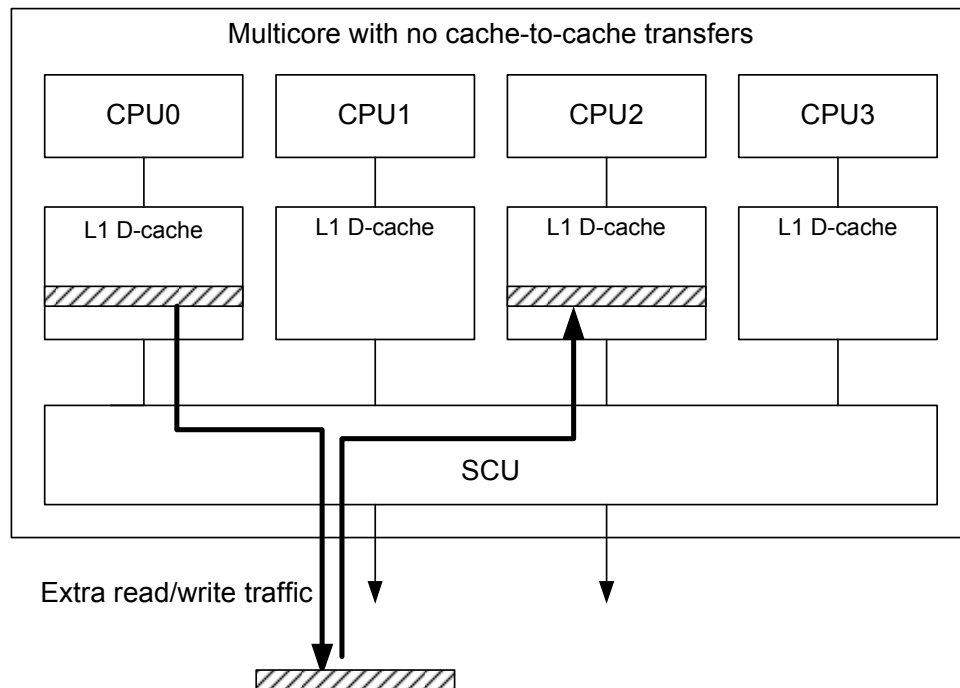 Multicore with no cache-to-cache transfers
CPU0
CPU1
CPU2
CPU3
L1 D-cache
L1 D-cache
L1 D-cache
L1 D-cache
SCU
Extra read/write traffic